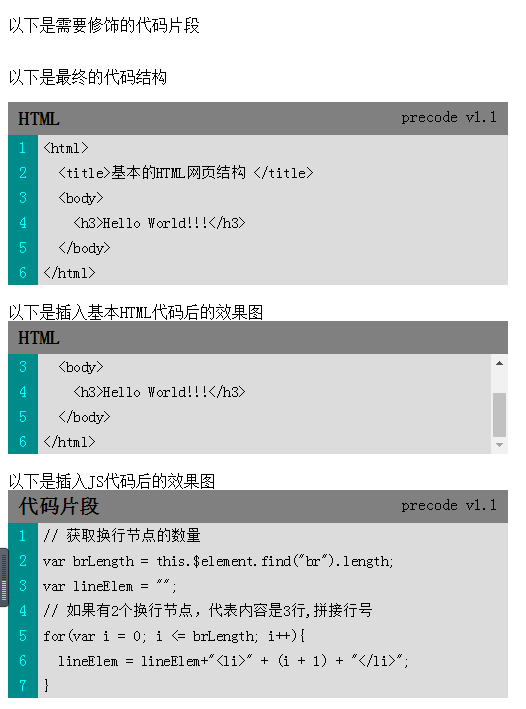 以下是需要修饰的代码片段
以下是最终的代码结构
HTML precode v1.1
1 <html>
2   <title>基本的HTML网页结构 </title>
3   <body>
4     <h3>Hello World!!!</h3>
5   </body>
6 </html>
以下是插入基本HTML代码后的效果图
HTML
3   <body>
4     <h3>Hello World!!!</h3>
5   </body>
6 </html>
以下是插入JS代码后的效果图
代码片段 precode v1.1
1 // 获取换行节点的数量
2 var brLength = this.$element.find("br").length;
3 var lineElem = "";
4 // 如果有2个换行节点，代表内容是3行,拼接行号
5 for(var i = 0; i <= brLength; i++){
6   lineElem = lineElem+"<li>" + (i + 1) + "</li>";
7 }